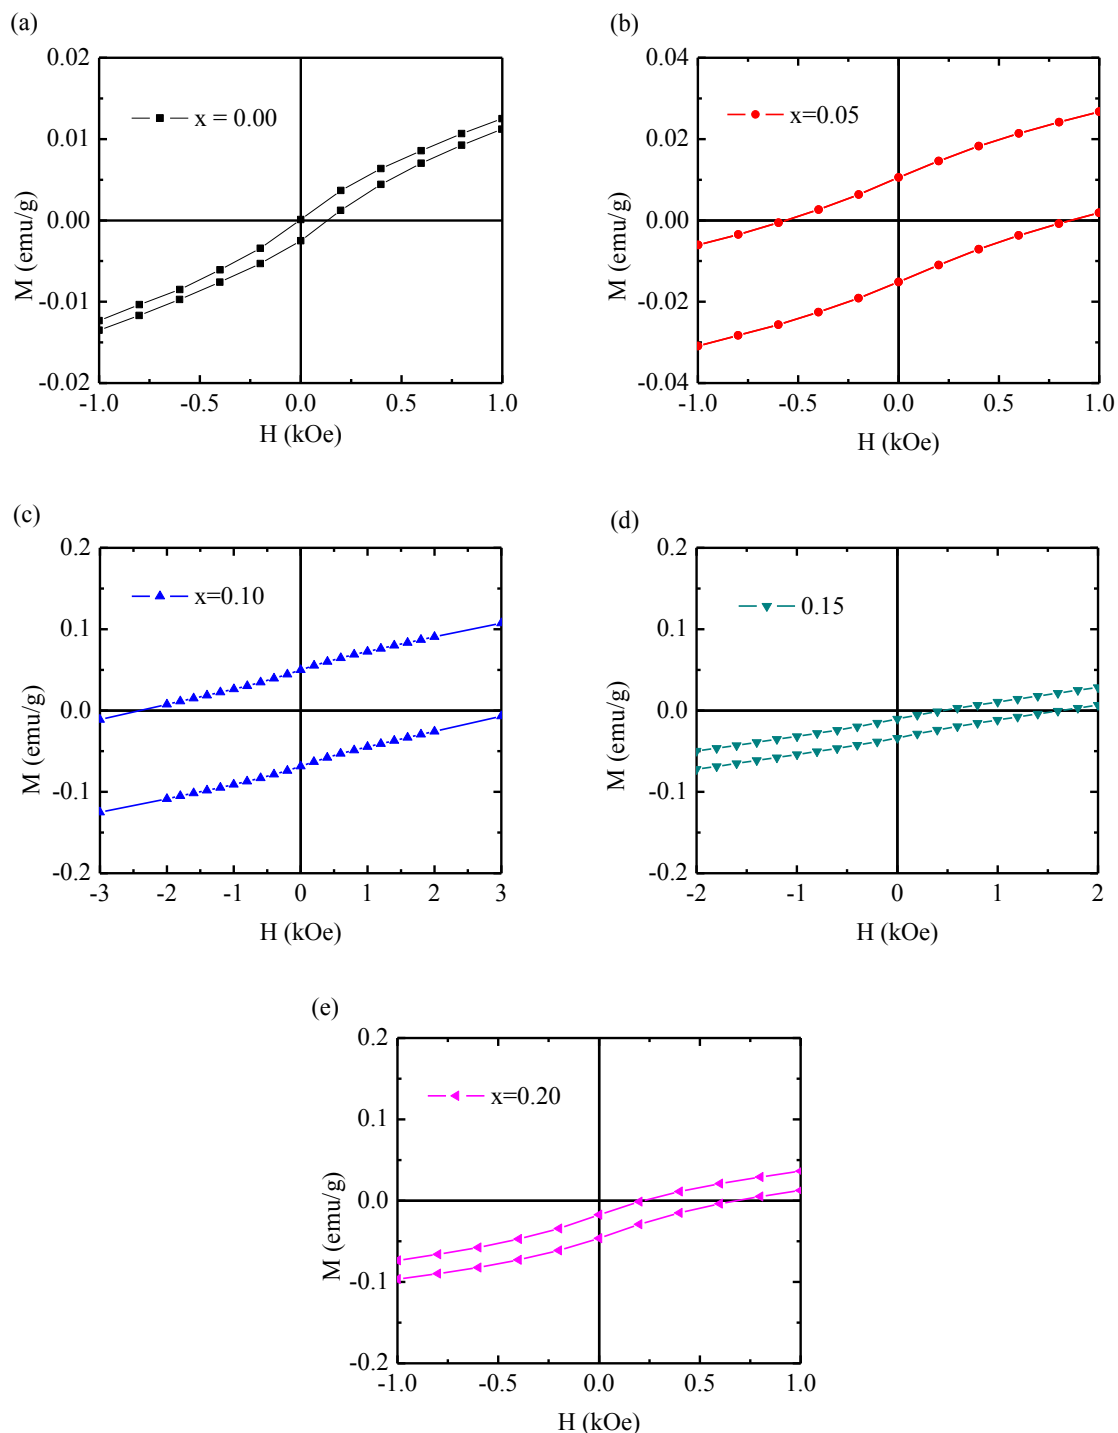 (a)
0.02
0.01
0.00
-0.01
-0.02
M (emu/g)
x = 0.00
-1.0 -0.5 0.0 0.5 1.0
H (kOe)
(b)
0.04
0.02
0.00
-0.02
-0.04
M (emu/g)
x=0.05
-1.0 -0.5 0.0 0.5 1.0
H (kOe)
(c)
0.2
0.1
0.0
-0.1
-0.2
M (emu/g)
x=0.10
-3 -2 -1 0 1 2 3
H (kOe)
(d)
0.2
0.1
0.0
-0.1
-0.2
M (emu/g)
0.15
-2 -1 0 1 2
H (kOe)
(e)
0.2
0.1
0.0
-0.1
-0.2
M (emu/g)
x=0.20
-1.0 -0.5 0.0 0.5 1.0
H (kOe)